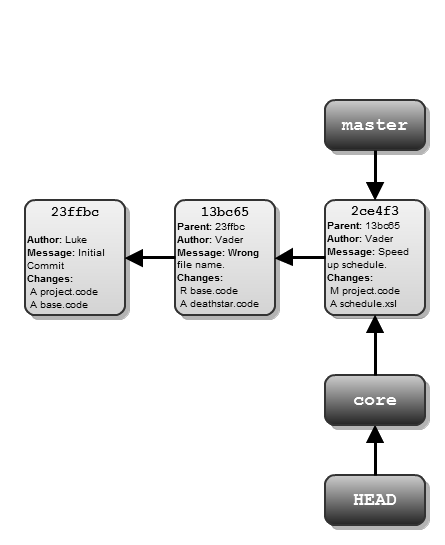 master
23ffbc
Author: Luke
Message: Initial
Commit
Changes:
A project.code
A base.code
13bc65
Parent: 23ffbc
Author: Vader
Message: Wrong
file name.
Changes:
R base.code
A deathstar.code
2ce4f3
Parent: 13bc65
Author: Vader
Message: Speed
up schedule.
Changes:
M project.code
A schedule.xsl
core
HEAD